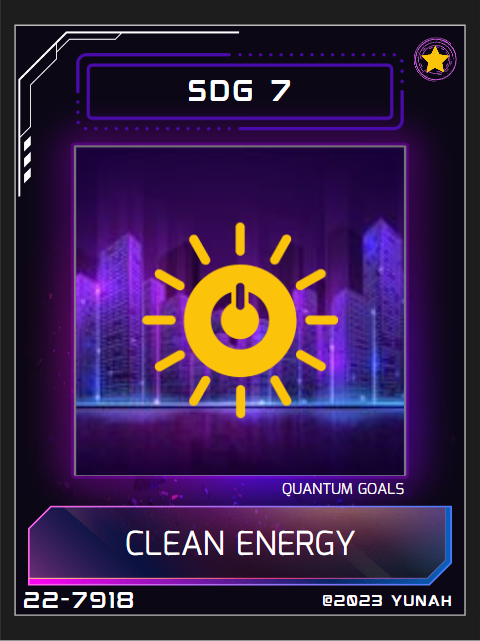 SDG 7
QUANTUM GOALS
CLEAN ENERGY
22-7918
©2023 YUNAH